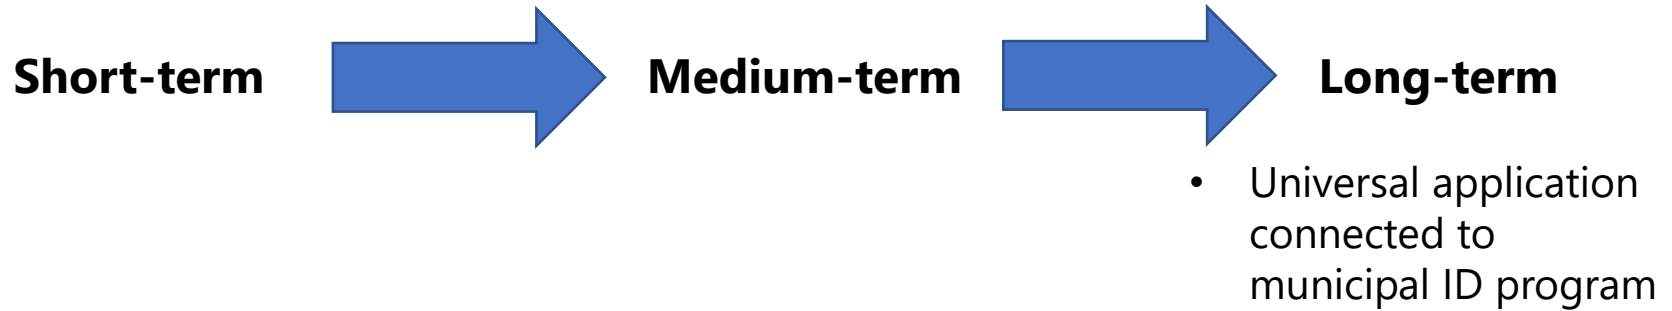 Short-term
Medium-term
Long-term
• Universal application
connected to
municipal ID program